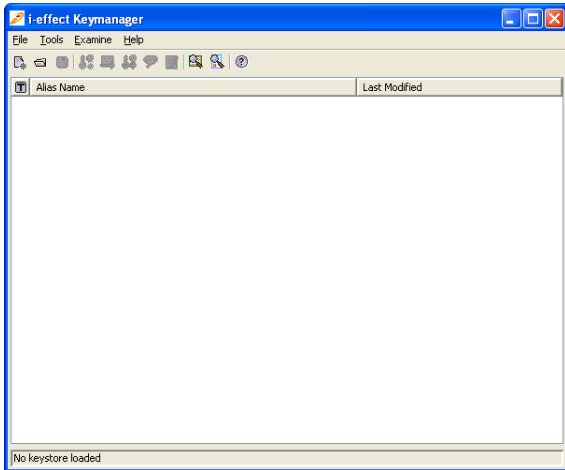 i-effect Keymanager
File Tools Examine Help
T Alias Name Last Modified
No keystore loaded